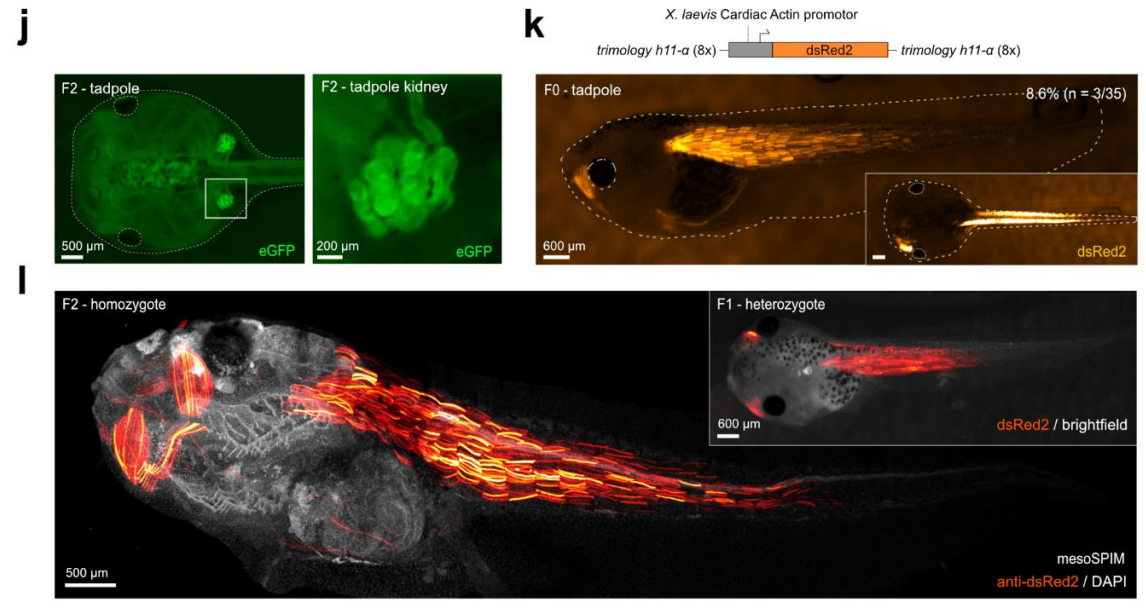 j
F2 - tadpole
500 µm
eGFP
F2 - tadpole kidney
200 µm
eGFP
k
X. laevis Cardiac Actin promotor
trimology h11-α (8x)
dsRed2
trimology h11-α (8x)
F0 - tadpole
8.6% (n = 3/35)
600 µm
dsRed2
l
F2 - homozygote
500 µm
F1 - heterozygote
600 µm
dsRed2 / brightfield
mesoSPIM
anti-dsRed2 / DAPI